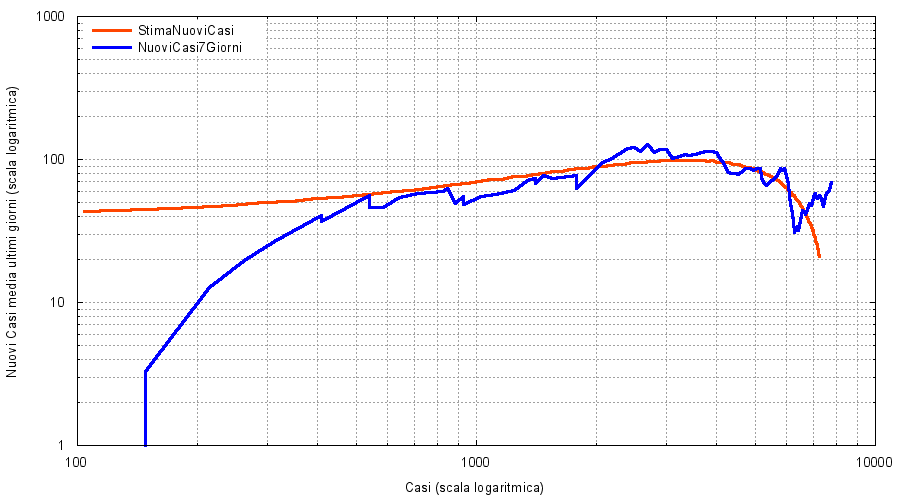 1000
StimaNuoviCasi
NuoviCasi7Giorni
100
10
1
Nuovi Casi media ultimi giorni (scala logaritmica)
100
1000
10000
Casi (scala logaritmica)